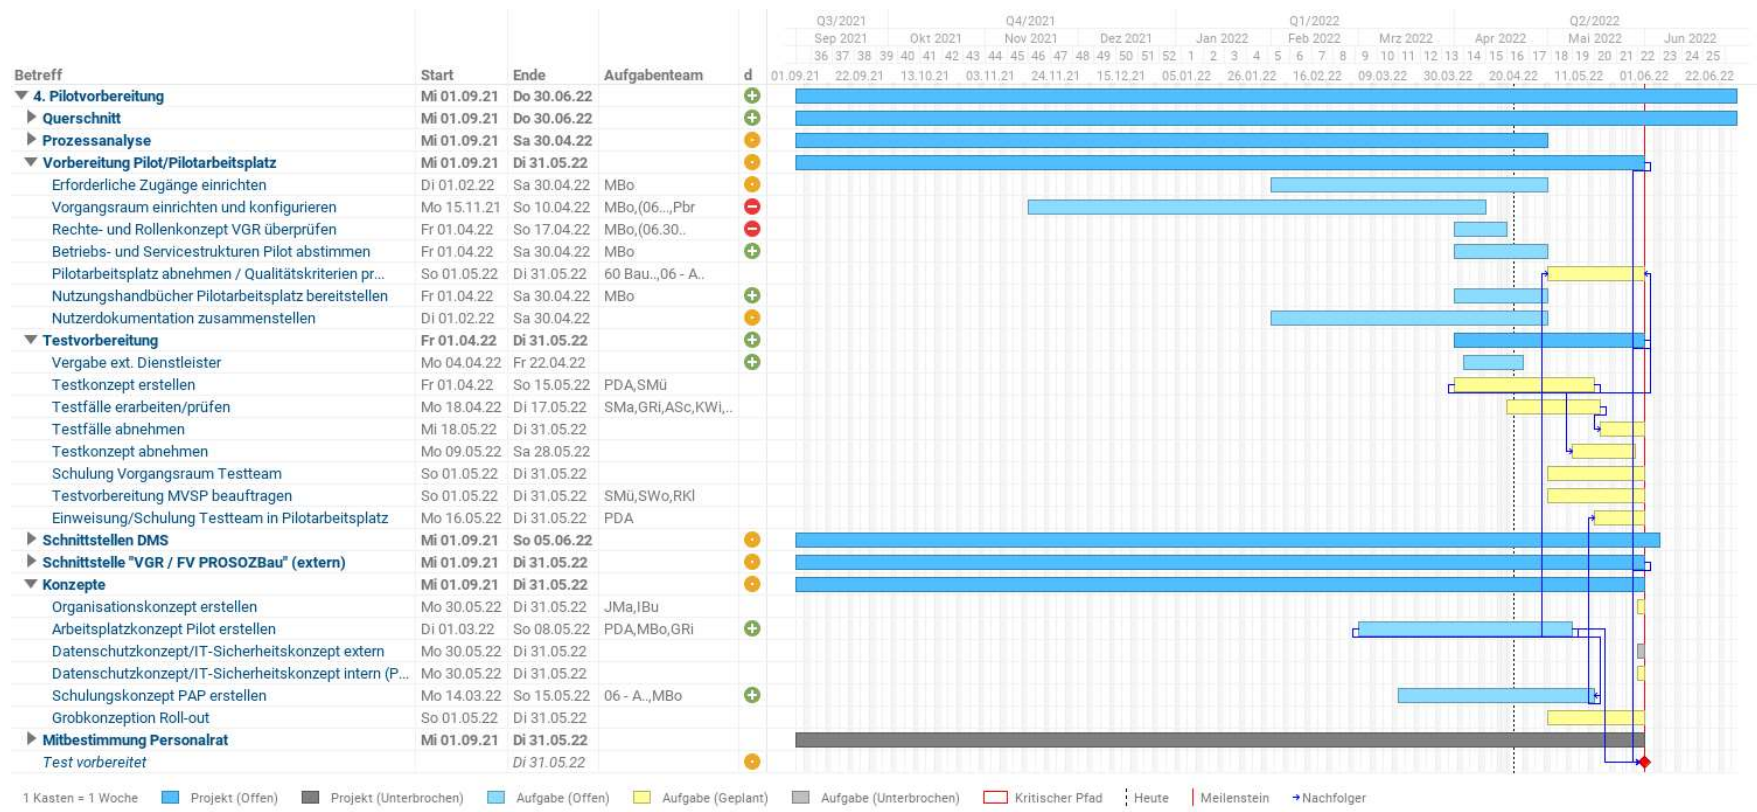 Q3/2021 Q4/2021 Q1/2022 Q2/2022
Sep 2021 Okt 2021 Nov 2021 Dez 2021 Jan 2022 Feb 2022 Mrz 2022 Apr 2022 Mai 2022 Jun 2022
36 37 38 39 40 41 42 43 44 45 46 47 48 49 50 51 52 1 2 3 4 5 6 7 8 9 10 11 12 13 14 15 16 17 18 19 20 21 22 23 24 25
Betreff Start Ende Aufgabenteam d 01.09.21 22.09.21 13.10.21 03.11.21 24.11.21 15.12.21 05.01.22 26.01.22 16.02.22 09.03.22 30.03.22 20.04.22 11.05.22 01.06.22 22.06.22
4. Pilotvorbereitung Mi 01.09.21 Do 30.06.22
Querschnitt Mi 01.09.21 Do 30.06.22
Prozessanalyse Mi 01.09.21 Sa 30.04.22
Vorbereitung Pilot/Pilotarbeitsplatz Mi 01.09.21 Di 31.05.22
Erforderliche Zugänge einrichten Di 01.02.22 Sa 30.04.22 MBo
Vorgangsraum einrichten und konfigurieren Mo 15.11.21 So 10.04.22 MBo,(06...,Pbr
Rechte- und Rollenkonzept VGR überprüfen Fr 01.04.22 So 17.04.22 MBo,(06.30..
Betriebs- und Servicestrukturen Pilot abstimmen Fr 01.04.22 Sa 30.04.22 MBo
Pilotarbeitsplatz abnehmen / Qualitätskriterien pr... So 01.05.22 Di 31.05.22 60 Bau..,06 - A..
Nutzungshandbücher Pilotarbeitsplatz bereitstellen Fr 01.04.22 Sa 30.04.22 MBo
Nutzerdokumentation zusammenstellen Di 01.02.22 Sa 30.04.22
Testvorbereitung Fr 01.04.22 Di 31.05.22
Vergabe ext. Dienstleister Mo 04.04.22 Fr 22.04.22
Testkonzept erstellen Fr 01.04.22 So 15.05.22 PDA,SMü
Testfälle erarbeiten/prüfen Mo 18.04.22 Di 17.05.22 SMa,GRi,ASc,KWi,..
Testfälle abnehmen Mi 18.05.22 Di 31.05.22
Testkonzept abnehmen Mo 09.05.22 Sa 28.05.22
Schulung Vorgangsraum Testteam So 01.05.22 Di 31.05.22
Testvorbereitung MVSP beauftragen So 01.05.22 Di 31.05.22 SMü,SWo,RKl
Einweisung/Schulung Testteam in Pilotarbeitsplatz Mo 16.05.22 Di 31.05.22 PDA
Schnittstellen DMS Mi 01.09.21 So 05.06.22
Schnittstelle "VGR / FV PROSOZBau" (extern) Mi 01.09.21 Di 31.05.22
Konzepte Mi 01.09.21 Di 31.05.22
Organisationskonzept erstellen Mo 30.05.22 Di 31.05.22 JMa,IBu
Arbeitsplatzkonzept Pilot erstellen Di 01.03.22 So 08.05.22 PDA,MBo,GRi
Datenschutzkonzept/IT-Sicherheitskonzept extern Mo 30.05.22 Di 31.05.22
Datenschutzkonzept/IT-Sicherheitskonzept intern (P... Mo 30.05.22 Di 31.05.22
Schulungskonzept PAP erstellen Mo 14.03.22 So 15.05.22 06 - A..,MBo
Grobkonzeption Roll-out So 01.05.22 Di 31.05.22
Mitbestimmung Personalrat Mi 01.09.21 Di 31.05.22
Test vorbereitet Di 31.05.22
1 Kasten = 1 Woche Projekt (Offen) Projekt (Unterbrochen) Aufgabe (Offen) Aufgabe (Geplant) Aufgabe (Unterbrochen) Kritischer Pfad Heute Meilenstein Nachfolger